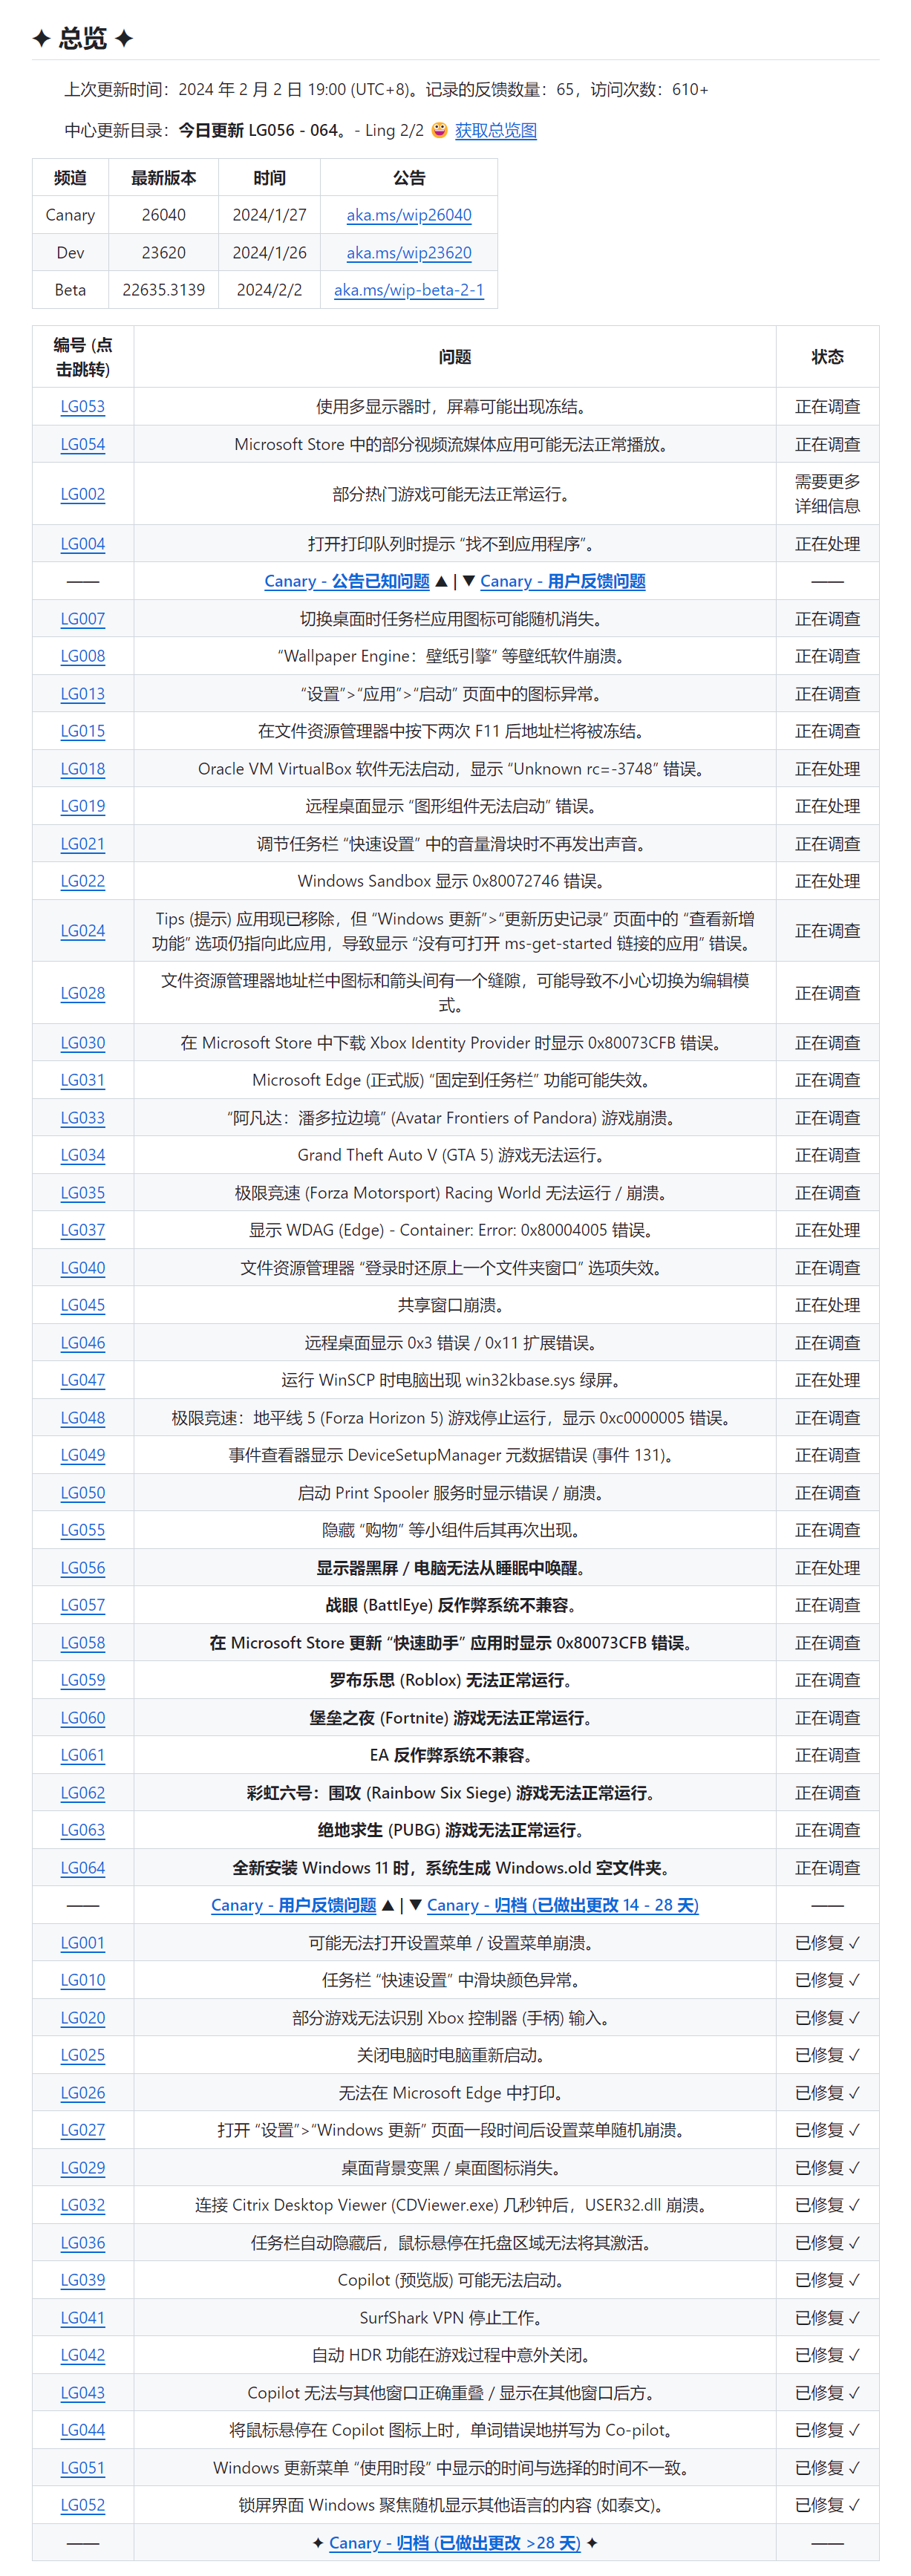 ✦ 总览 ✦
上次更新时间：2024 年 2 月 2 日 19:00 (UTC+8)。记录的反馈数量：65，访问次数：610+
中心更新目录：今日更新 LG056 - 064。- Ling 2/2 😀 获取总览图
频道 最新版本 时间 公告
Canary 26040 2024/1/27 aka.ms/wip26040
Dev 23620 2024/1/26 aka.ms/wip23620
Beta 22635.3139 2024/2/2 aka.ms/wip-beta-2-1
编号 (点
击跳转) 问题 状态
LG053 使用多显示器时，屏幕可能出现冻结。 正在调查
LG054 Microsoft Store 中的部分视频流媒体应用可能无法正常播放。 正在调查
LG002 部分热门游戏可能无法正常运行。 需要更多
详细信息
LG004 打开打印队列时提示 “找不到应用程序”。 正在处理
—— Canary - 公告已知问题 ▲ | ▼ Canary - 用户反馈问题 ——
LG007 切换桌面时任务栏应用图标可能随机消失。 正在调查
LG008 “Wallpaper Engine：壁纸引擎” 等壁纸软件崩溃。 正在调查
LG013 “设置”>“应用”>“启动” 页面中的图标异常。 正在调查
LG015 在文件资源管理器中按下两次 F11 后地址栏将被冻结。 正在调查
LG018 Oracle VM VirtualBox 软件无法启动，显示 “Unknown rc=-3748” 错误。 正在处理
LG019 远程桌面显示 “图形组件无法启动” 错误。 正在处理
LG021 调节任务栏 “快速设置” 中的音量滑块时不再发出声音。 正在调查
LG022 Windows Sandbox 显示 0x80072746 错误。 正在处理
LG024 Tips (提示) 应用现已移除，但 “Windows 更新”>“更新历史记录” 页面中的 “查看新增
功能” 选项仍指向此应用，导致显示 “没有可打开 ms-get-started 链接的应用” 错误。 正在调查
LG028 文件资源管理器地址栏中图标和箭头间有一个缝隙，可能导致不小心切换为编辑模
式。 正在调查
LG030 在 Microsoft Store 中下载 Xbox Identity Provider 时显示 0x80073CFB 错误。 正在调查
LG031 Microsoft Edge (正式版) “固定到任务栏” 功能可能失效。 正在调查
LG033 “阿凡达：潘多拉边境” (Avatar Frontiers of Pandora) 游戏崩溃。 正在调查
LG034 Grand Theft Auto V (GTA 5) 游戏无法运行。 正在调查
LG035 极限竞速 (Forza Motorsport) Racing World 无法运行 / 崩溃。 正在调查
LG037 显示 WDAG (Edge) - Container: Error: 0x80004005 错误。 正在处理
LG040 文件资源管理器 “登录时还原上一个文件夹窗口” 选项失效。 正在调查
LG045 共享窗口崩溃。 正在处理
LG046 远程桌面显示 0x3 错误 / 0x11 扩展错误。 正在调查
LG047 运行 WinSCP 时电脑出现 win32kbase.sys 绿屏。 正在处理
LG048 极限竞速：地平线 5 (Forza Horizon 5) 游戏停止运行，显示 0xc0000005 错误。 正在调查
LG049 事件查看器显示 DeviceSetupManager 元数据错误 (事件 131)。 正在调查
LG050 启动 Print Spooler 服务时显示错误 / 崩溃。 正在调查
LG055 隐藏 “购物” 等小组件后其再次出现。 正在调查
LG056 显示器黑屏 / 电脑无法从睡眠中唤醒。 正在处理
LG057 战眼 (BattlEye) 反作弊系统不兼容。 正在调查
LG058 在 Microsoft Store 更新 “快速助手” 应用时显示 0x80073CFB 错误。 正在调查
LG059 罗布乐思 (Roblox) 无法正常运行。 正在调查
LG060 堡垒之夜 (Fortnite) 游戏无法正常运行。 正在调查
LG061 EA 反作弊系统不兼容。 正在调查
LG062 彩虹六号：围攻 (Rainbow Six Siege) 游戏无法正常运行。 正在调查
LG063 绝地求生 (PUBG) 游戏无法正常运行。 正在调查
LG064 全新安装 Windows 11 时，系统生成 Windows.old 空文件夹。 正在调查
—— Canary - 用户反馈问题 ▲ | ▼ Canary - 归档 (已做出更改 14 - 28 天) ——
LG001 可能无法打开设置菜单 / 设置菜单崩溃。 已修复 ✓
LG010 任务栏 “快速设置” 中滑块颜色异常。 已修复 ✓
LG020 部分游戏无法识别 Xbox 控制器 (手柄) 输入。 已修复 ✓
LG025 关闭电脑时电脑重新启动。 已修复 ✓
LG026 无法在 Microsoft Edge 中打印。 已修复 ✓
LG027 打开 “设置”>“Windows 更新” 页面一段时间后设置菜单随机崩溃。 已修复 ✓
LG029 桌面背景变黑 / 桌面图标消失。 已修复 ✓
LG032 连接 Citrix Desktop Viewer (CDViewer.exe) 几秒钟后，USER32.dll 崩溃。 已修复 ✓
LG036 任务栏自动隐藏后，鼠标悬停在托盘区域无法将其激活。 已修复 ✓
LG039 Copilot (预览版) 可能无法启动。 已修复 ✓
LG041 SurfShark VPN 停止工作。 已修复 ✓
LG042 自动 HDR 功能在游戏过程中意外关闭。 已修复 ✓
LG043 Copilot 无法与其他窗口正确重叠 / 显示在其他窗口后方。 已修复 ✓
LG044 将鼠标悬停在 Copilot 图标上时，单词错误地拼写为 Co-pilot。 已修复 ✓
LG051 Windows 更新菜单 “使用时段” 中显示的时间与选择的时间不一致。 已修复 ✓
LG052 锁屏界面 Windows 聚焦随机显示其他语言的内容 (如泰文)。 已修复 ✓
—— ✦ Canary - 归档 (已做出更改 >28 天) ✦ ——